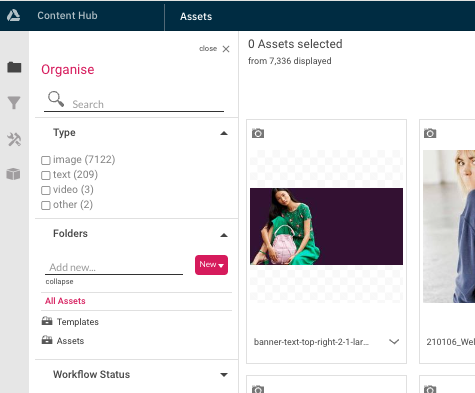 Content Hub
Assets
close
Organise
Search
Type
image (7122)
text (209)
video (3)
other (2)
Folders
Add new...
New
collapse
All Assets
Templates
Assets
Workflow Status
0 Assets selected
from 7,336 displayed
banner-text-top-right-2-1-lar...
210106_Wel